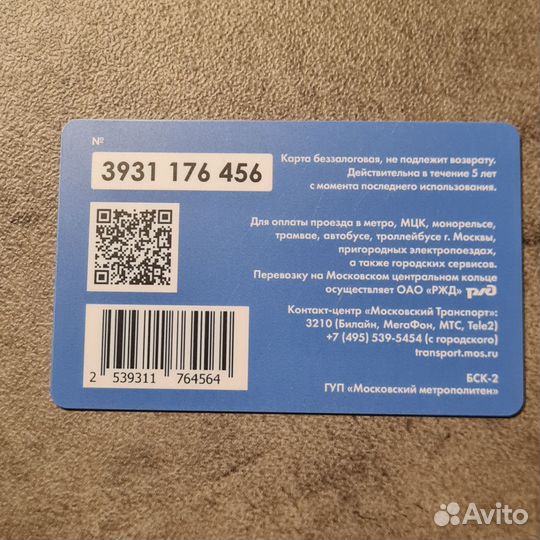 №
3931 176 456
Карта беззалоговая, не подлежит возврату.
Действительна в течение 5 лет
с момента последнего использования.
Для оплаты проезда в метро, МЦК, монорельсе,
трамвае, автобусе, троллейбусе г. Москвы,
пригородных электропоездах,
а также городских сервисов.
Перевозку на Московском центральном кольце
осуществляет ОАО «РЖД» РЖД
Контакт-центр «Московский Транспорт»:
3210 (Билайн, МегаФон, МТС, Tele2)
+7 (495) 539-5454 (с городского)
transport.mos.ru
2 539311 764564
БСК-2
ГУП «Московский метрополитен»
Avito